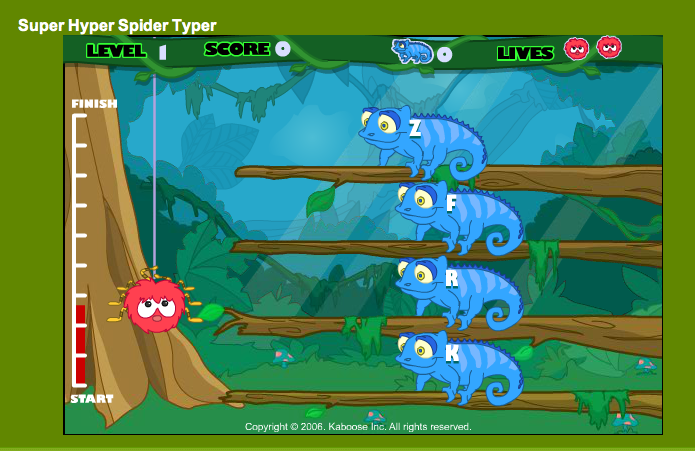 Super Hyper Spider Typer
LEVEL 1 SCORE 0 0 LIVES
FINISH
Z
F
R
K
START
Copyright © 2006. Kaboose Inc. All rights reserved.